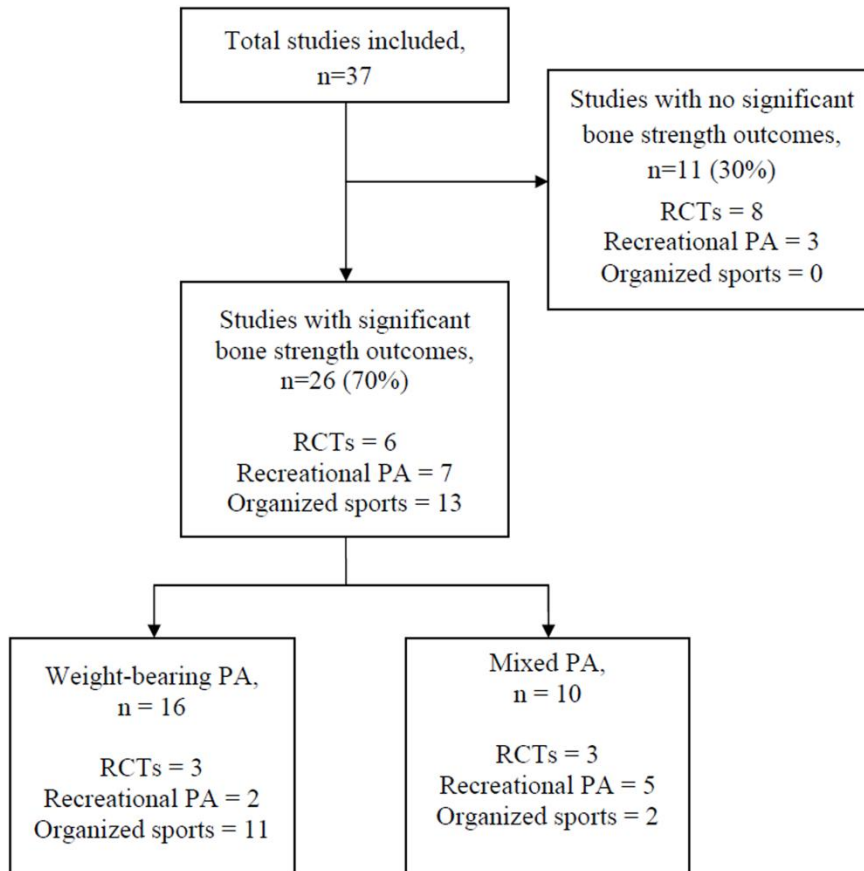 Total studies included,
n=37
Studies with no significant
bone strength outcomes,
n=11 (30%)
RCTs = 8
Recreational PA = 3
Organized sports = 0
Studies with significant
bone strength outcomes,
n=26 (70%)
RCTs = 6
Recreational PA = 7
Organized sports = 13
Weight-bearing PA,
n = 16
RCTs = 3
Recreational PA = 2
Organized sports = 11
Mixed PA,
n = 10
RCTs = 3
Recreational PA = 5
Organized sports = 2